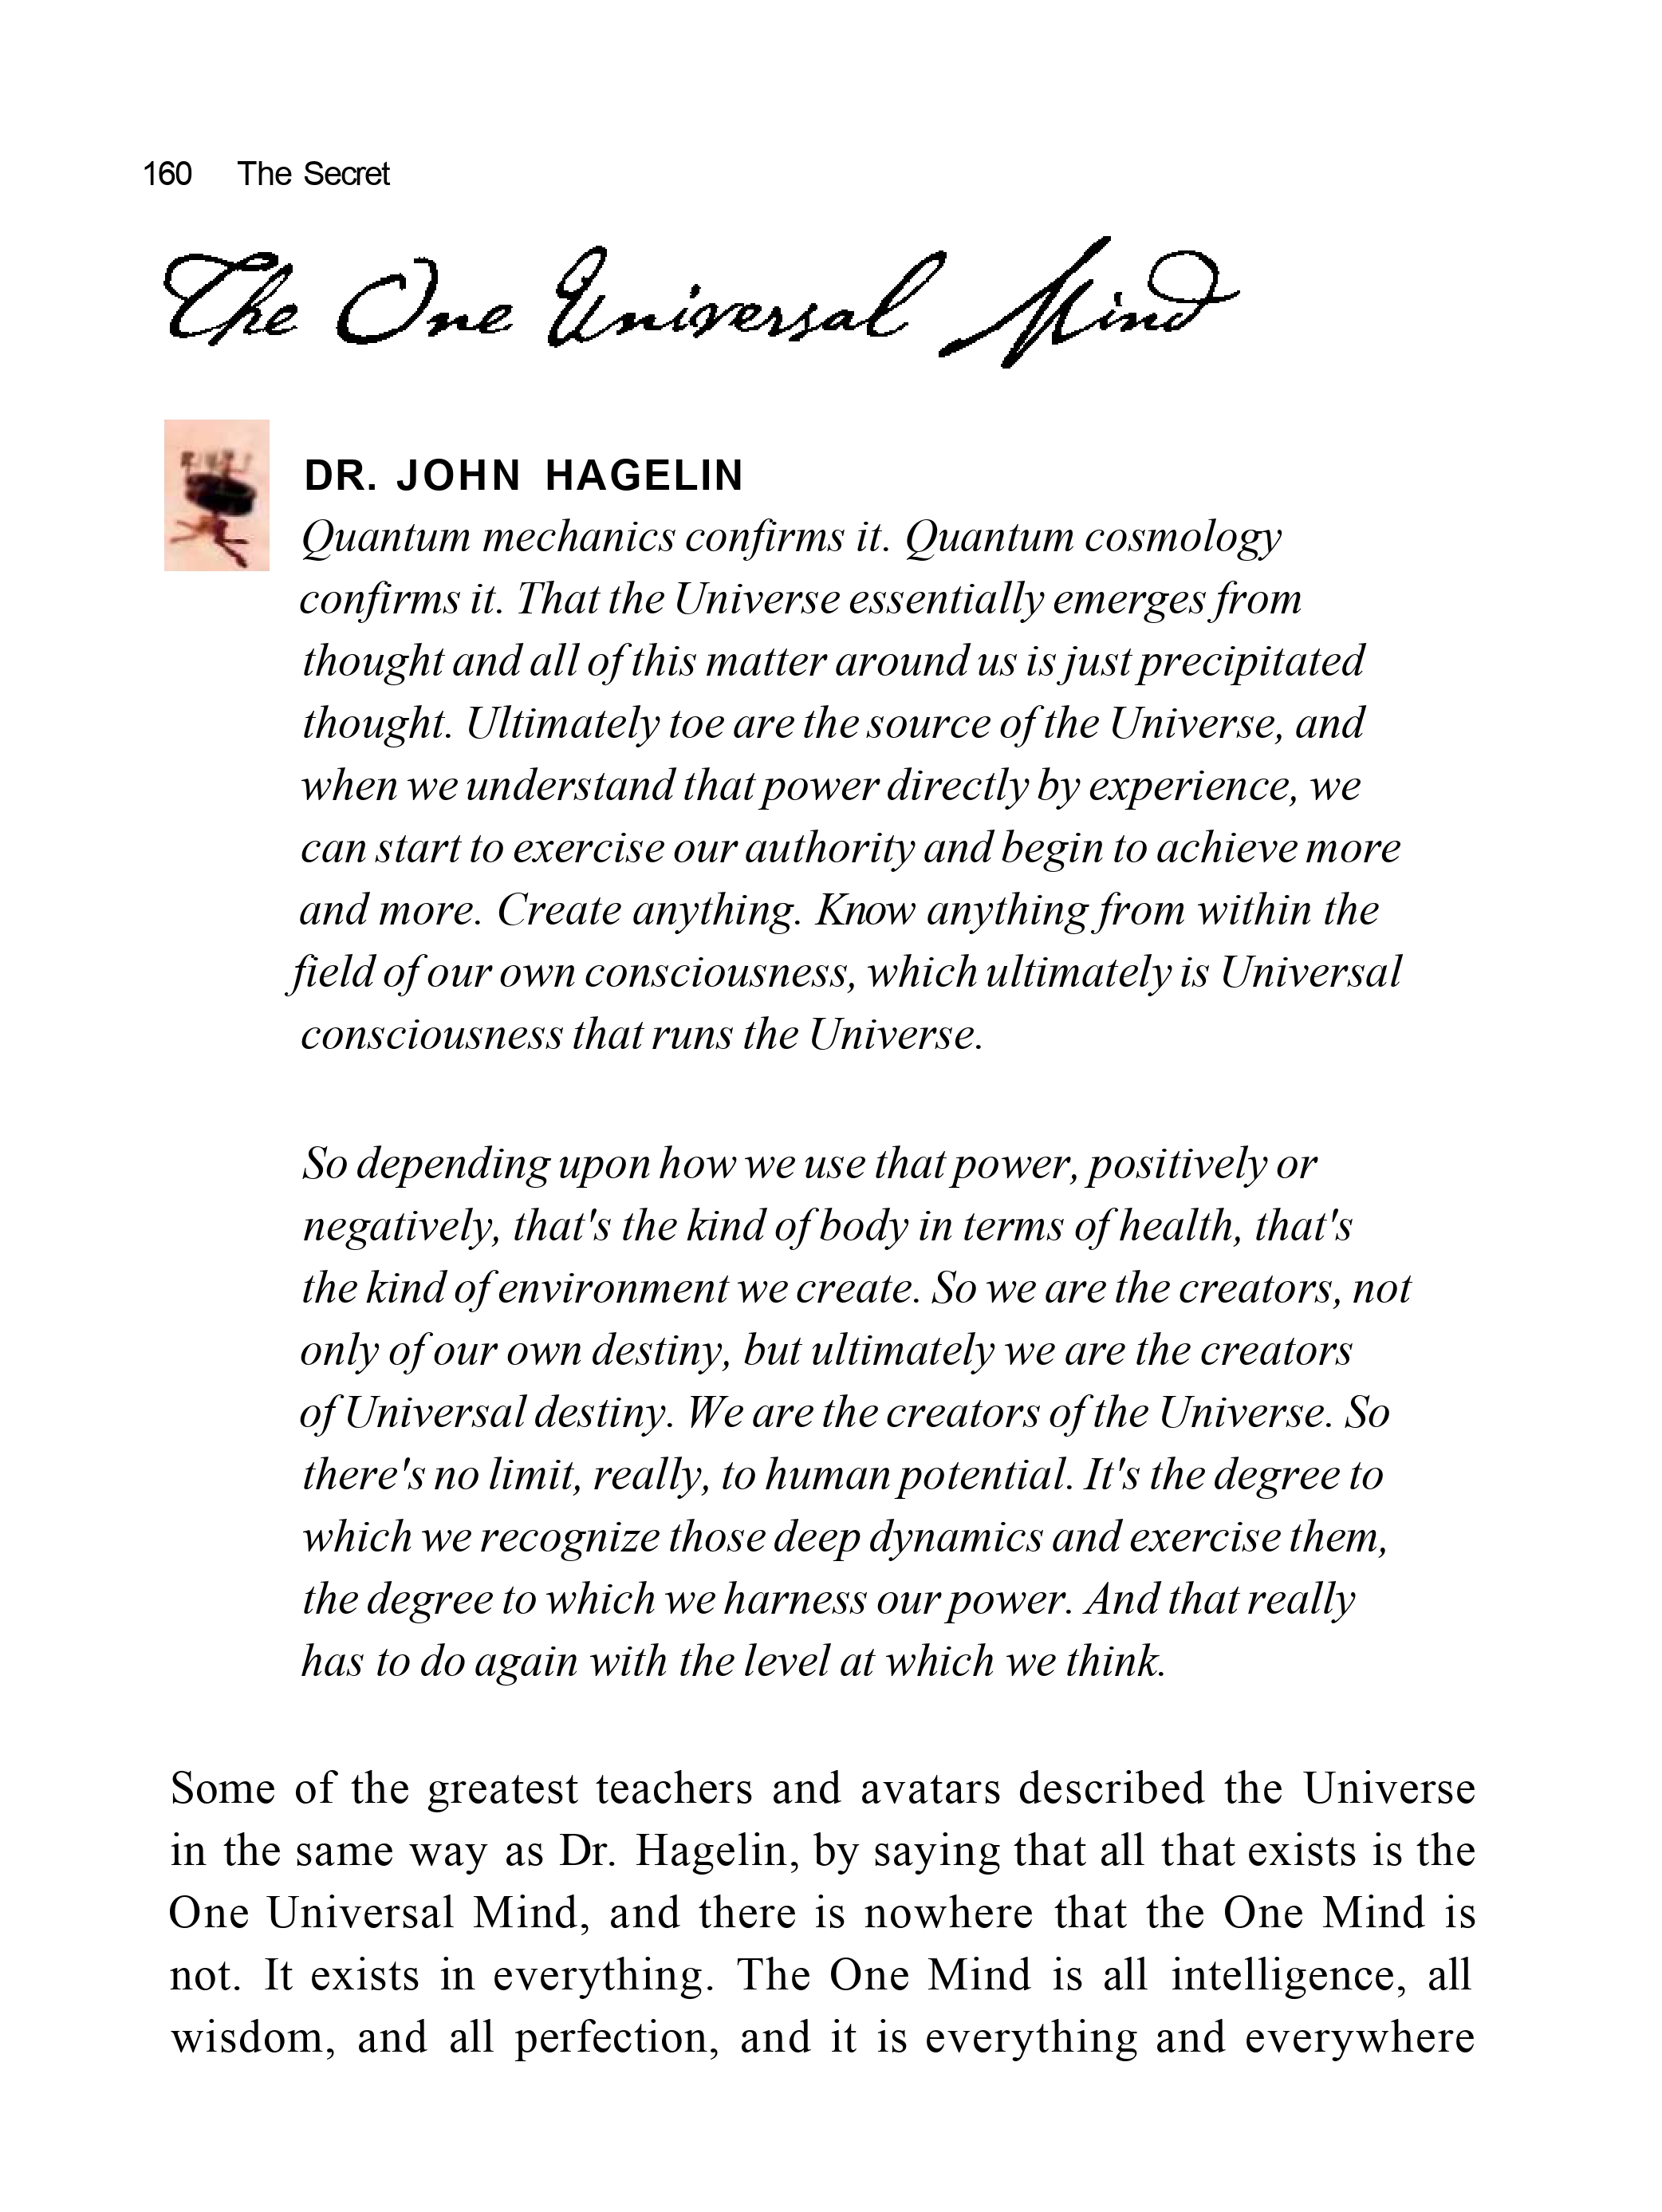 160 The Secret
The One Universal Mind
DR. JOHN HAGELIN
Quantum mechanics confirms it. Quantum cosmology
confirms it. That the Universe essentially emerges from
thought and all of this matter around us is just precipitated
thought. Ultimately toe are the source of the Universe, and
when we understand that power directly by experience, we
can start to exercise our authority and begin to achieve more
and more. Create anything. Know anything from within the
field of our own consciousness, which ultimately is Universal
consciousness that runs the Universe.
So depending upon how we use that power, positively or
negatively, that's the kind of body in terms of health, that's
the kind of environment we create. So we are the creators, not
only of our own destiny, but ultimately we are the creators
of Universal destiny. We are the creators of the Universe. So
there's no limit, really, to human potential. It's the degree to
which we recognize those deep dynamics and exercise them,
the degree to which we harness our power. And that really
has to do again with the level at which we think.
Some of the greatest teachers and avatars described the Universe
in the same way as Dr. Hagelin, by saying that all that exists is the
One Universal Mind, and there is nowhere that the One Mind is
not. It exists in everything. The One Mind is all intelligence, all
wisdom, and all perfection, and it is everything and everywhere